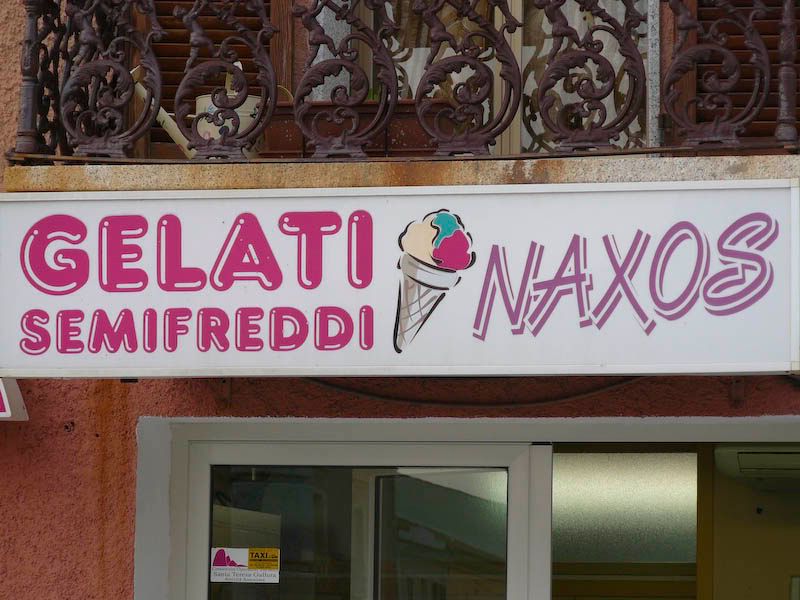 GELATI
SEMIFREDDI
NAXOS
TAXI
Santa Teresa Gallura